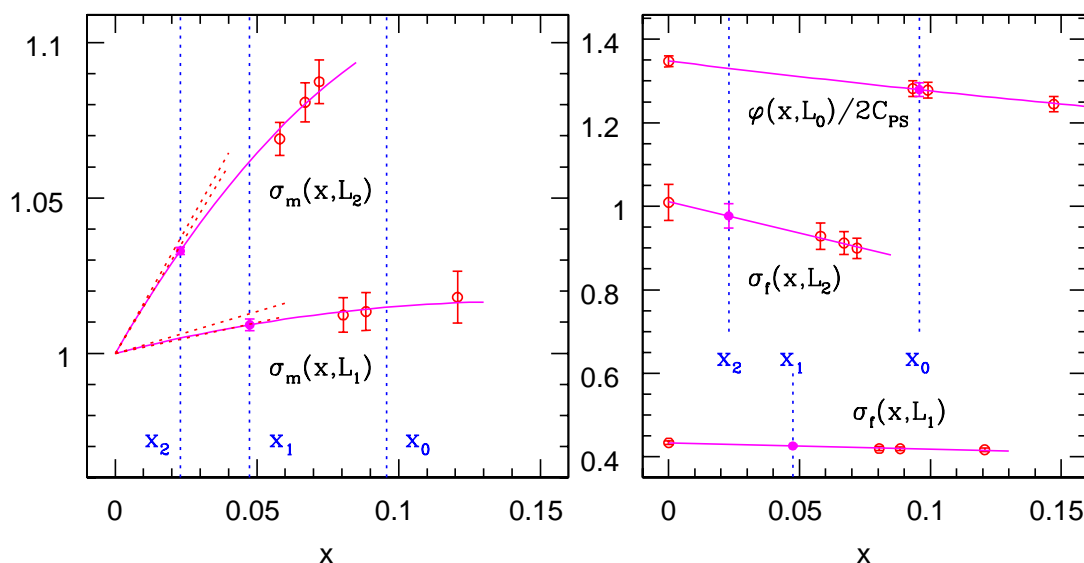 1.1
1.05
1
σm(x,L2)
σm(x,L1)
x2
x1
x0
0
0.05
0.1
0.15
x
1.4
1.2
1
0.8
0.6
0.4
φ(x,L0)/2CPS
σf(x,L2)
x2
x1
x0
σf(x,L1)
0
0.05
0.1
0.15
x